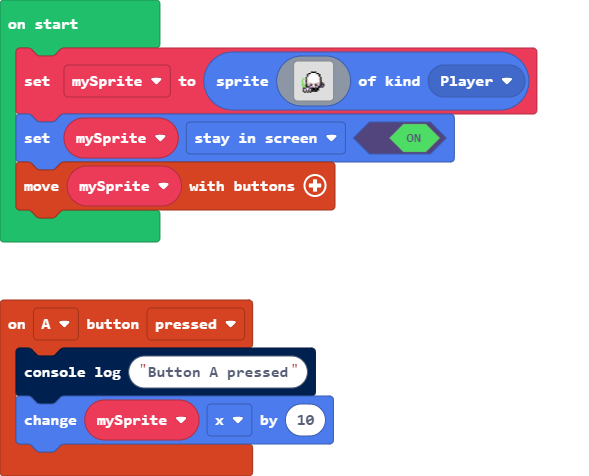 on start
set mySprite to sprite of kind Player
set mySprite stay in screen ON
move mySprite with buttons
on A button pressed
console log "Button A pressed"
change mySprite x by 10